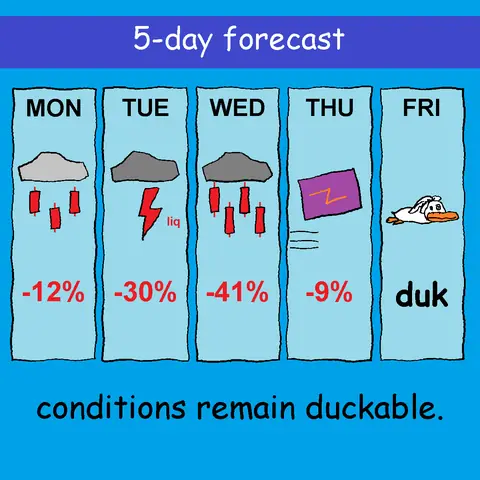 5-day forecast
MON TUE WED THU FRI
liq
-12% -30% -41% -9% duk
conditions remain duckable.